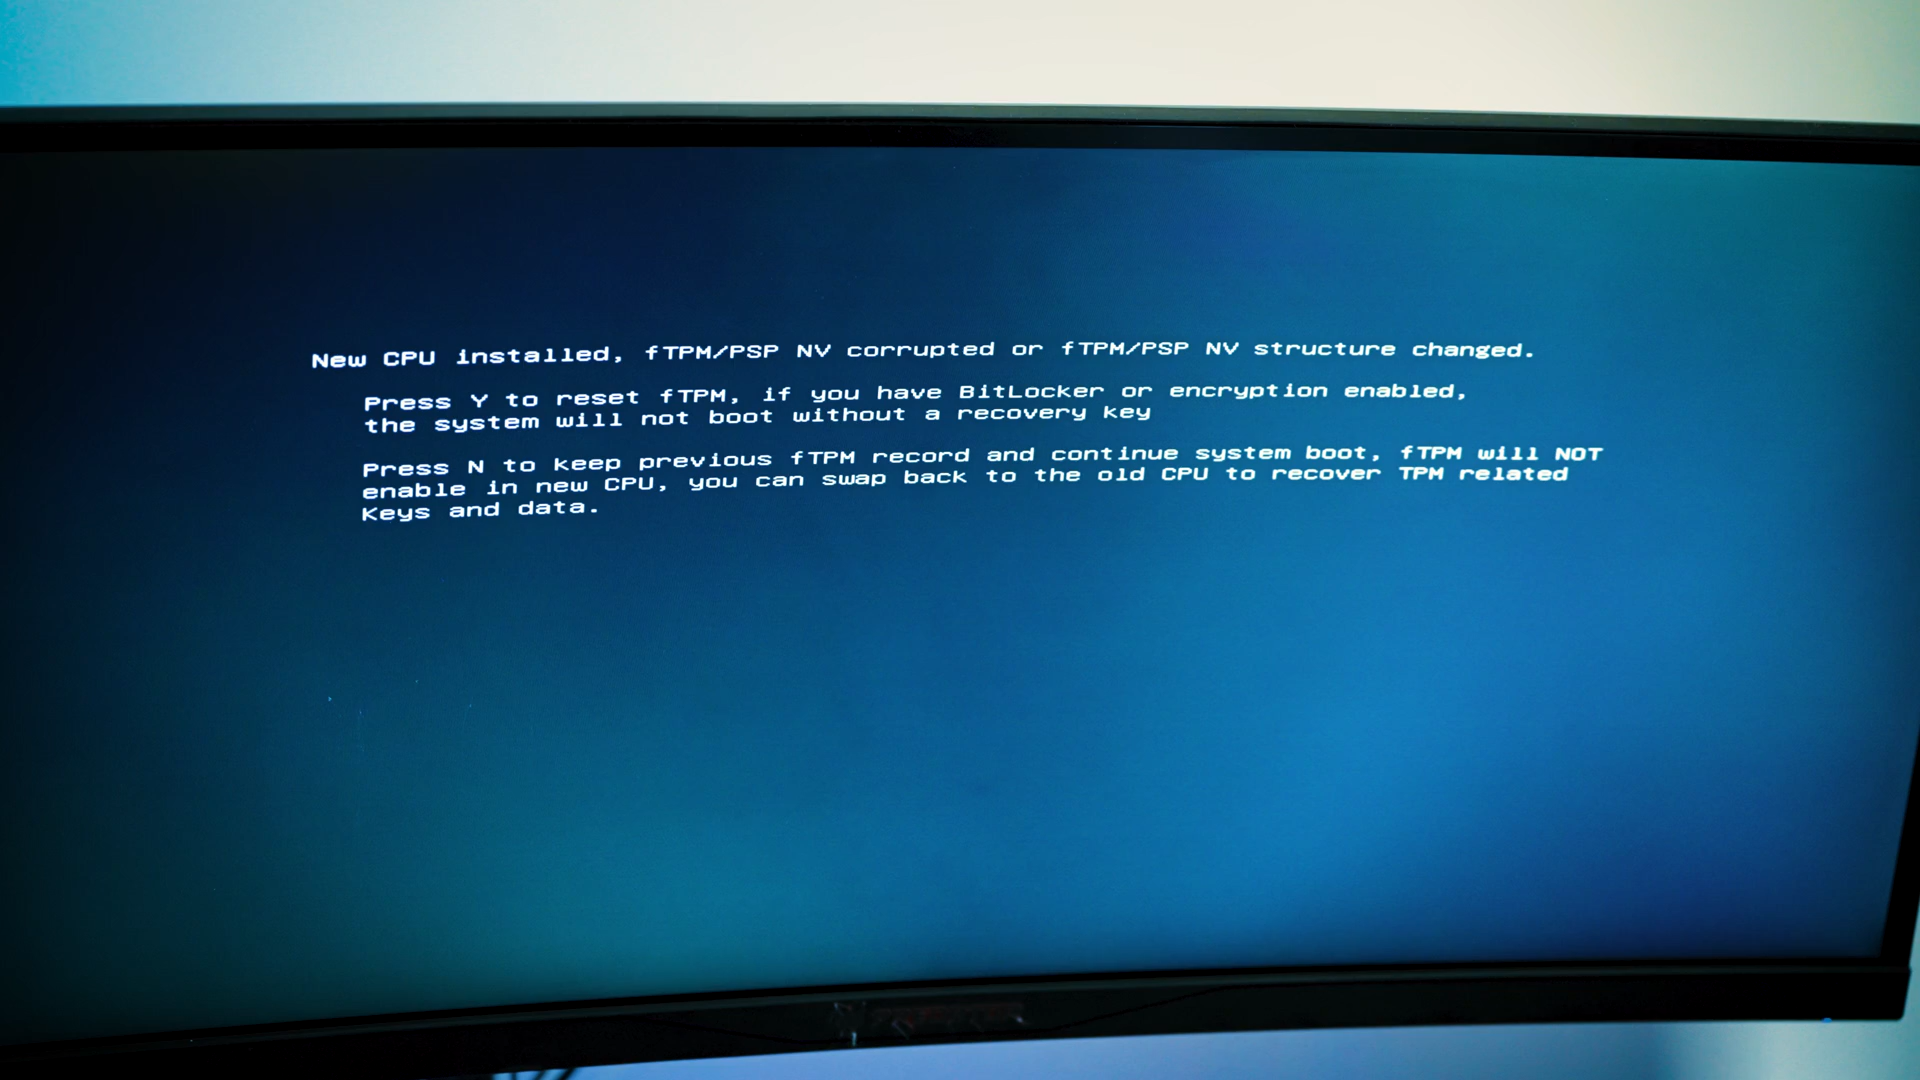 New CPU installed, fTPM/PSP NV corrupted or fTPM/PSP NV structure changed.
Press Y to reset fTPM, if you have BitLocker or encryption enabled,
the system will not boot without a recovery key
Press N to keep previous fTPM record and continue system boot, fTPM will NOT
enable in new CPU, you can swap back to the old CPU to recover TPM related
Keys and data.